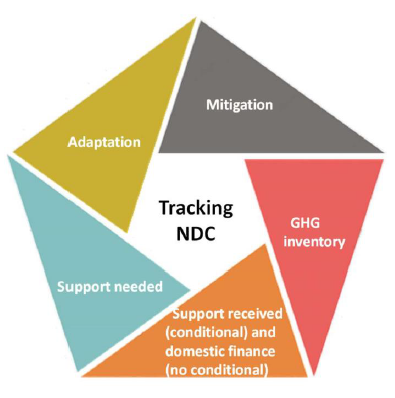 Mitigation
Adaptation
Tracking
NDC
GHG
inventory
Support needed
Support received
(conditional) and
domestic finance
(no conditional)